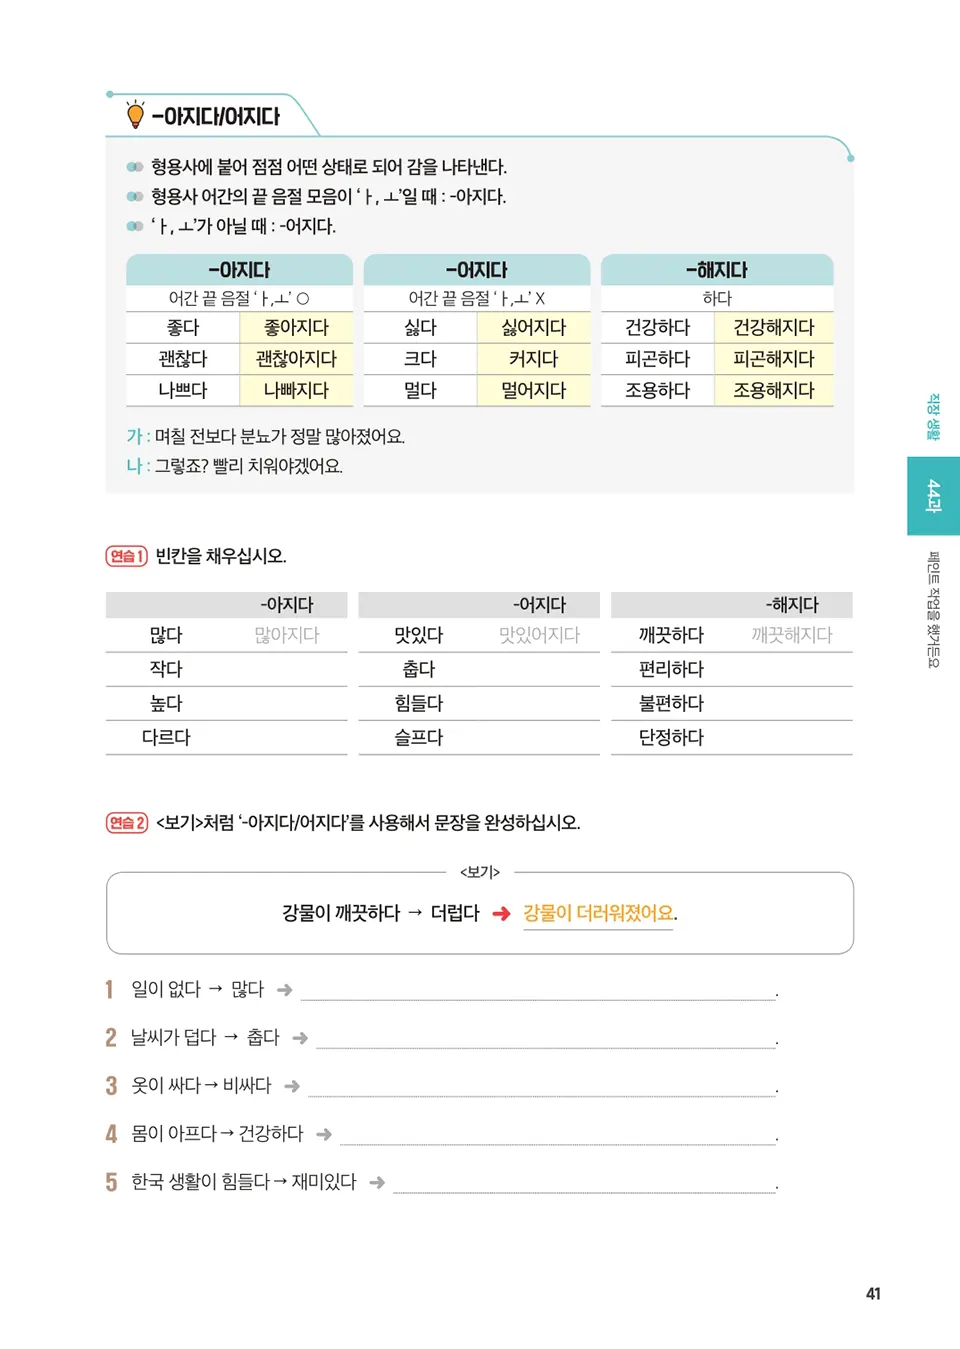 -아지다/어지다
형용사에 붙어 점점 어떤 상태로 되어 감을 나타낸다.
형용사 어간의 끝 음절 모음이 ‘ㅏ, ㅗ’일 때 : -아지다.
‘ㅏ, ㅗ’가 아닐 때 : -어지다.
-아지다 -어지다 -해지다
어간 끝 음절 ‘ㅏ,ㅗ’ ○ 어간 끝 음절 ‘ㅏ,ㅗ’ X 하다
좋다 좋아지다 싫다 싫어지다 건강하다 건강해지다
괜찮다 괜찮아지다 크다 커지다 피곤하다 피곤해지다
나쁘다 나빠지다 멀다 멀어지다 조용하다 조용해지다
가 : 며칠 전보다 분뇨가 정말 많아졌어요.
나 : 그렇죠? 빨리 치워야겠어요.
직장 생활
44과
페인트 작업을 했거든요
연습 1 빈칸을 채우십시오.
-아지다 -어지다 -해지다
많다 많아지다 맛있다 맛있어지다 깨끗하다 깨끗해지다
작다 춥다 편리하다
높다 힘들다 불편하다
다르다 슬프다 단정하다
연습 2 <보기>처럼 ‘-아지다/어지다’를 사용해서 문장을 완성하십시오.
<보기>
강물이 깨끗하다 → 더럽다 ➜ 강물이 더러워졌어요.
1 일이 없다 → 많다 ➜ .
2 날씨가 덥다 → 춥다 ➜ .
3 옷이 싸다 → 비싸다 ➜ .
4 몸이 아프다 → 건강하다 ➜ .
5 한국 생활이 힘들다 → 재미있다 ➜ .
41